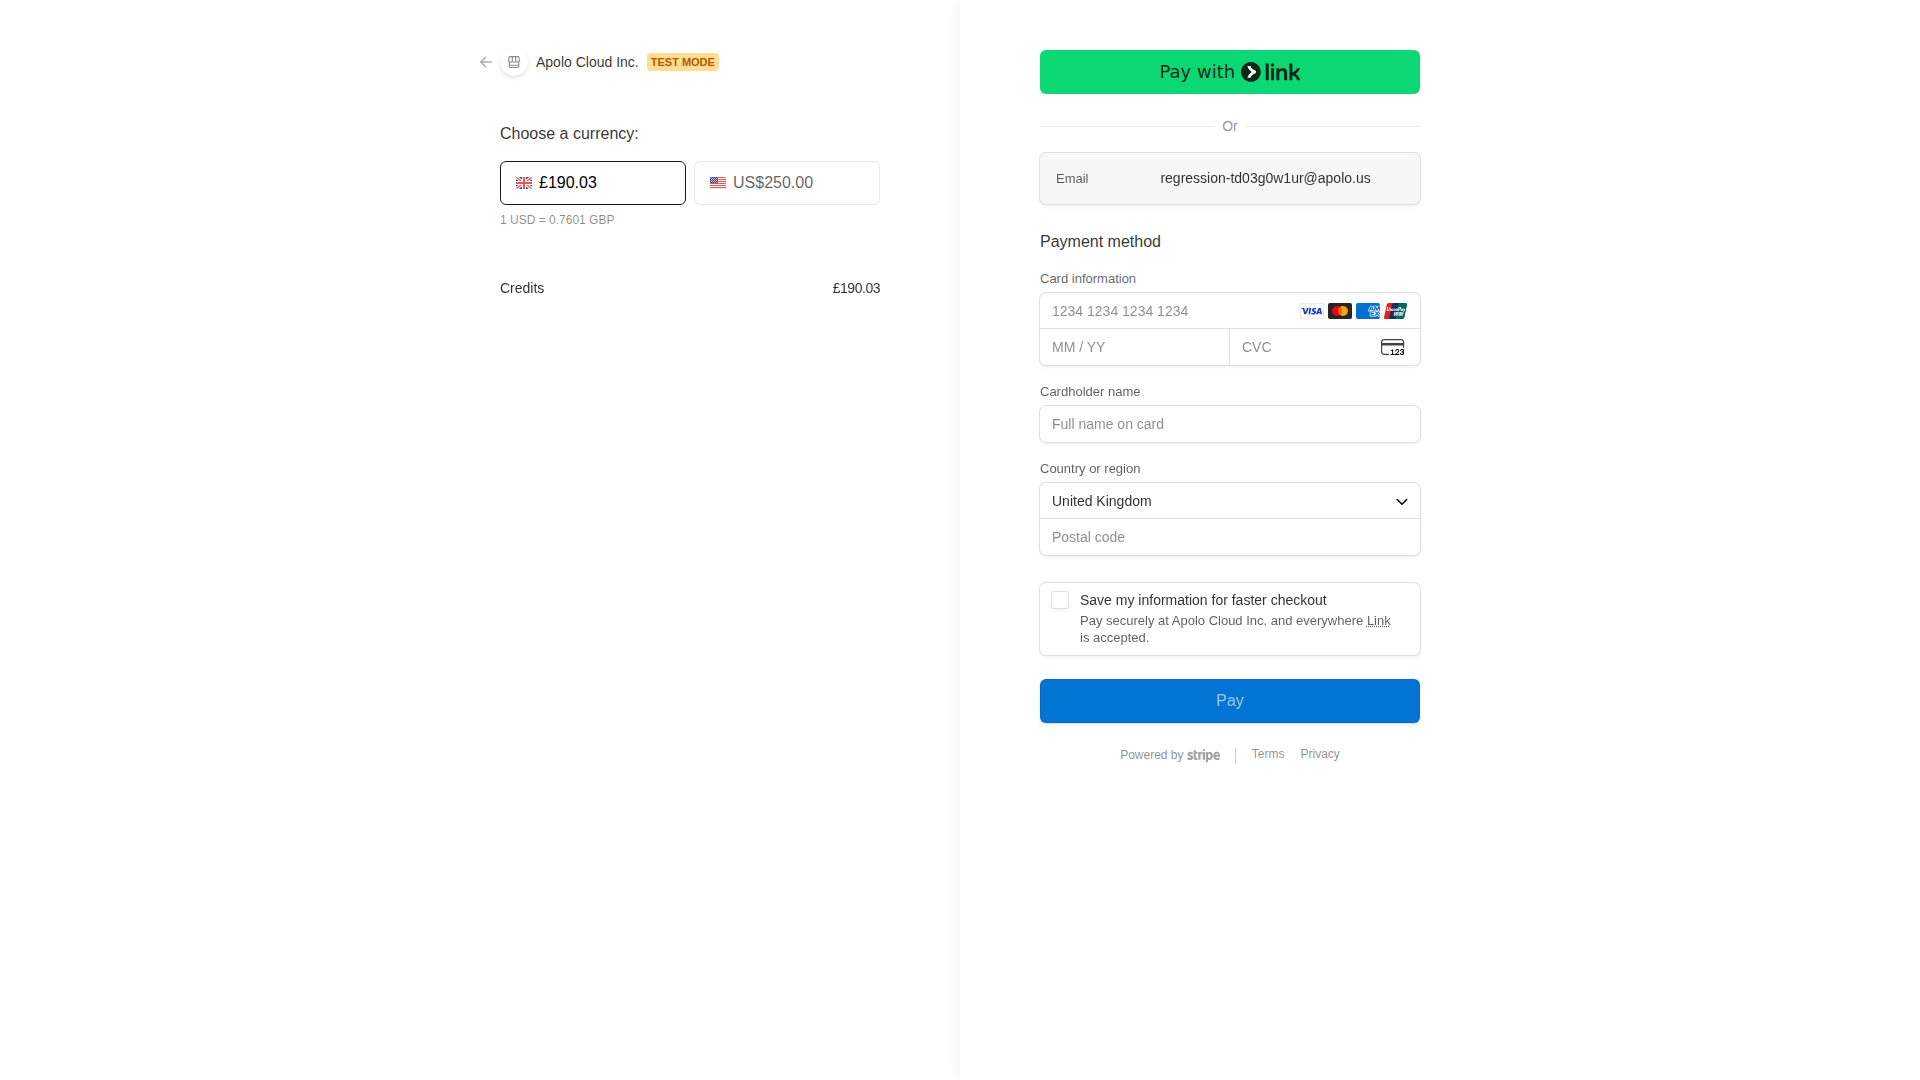 Apolo Cloud Inc. TEST MODE
Choose a currency:
£190.03
US$250.00
1 USD = 0.7601 GBP
Credits £190.03
Pay with link
Or
Email regression-td03g0w1ur@apolo.us
Payment method
Card information
1234 1234 1234 1234 VISA AMEX UnionPay
MM / YY
CVC 123
Cardholder name
Full name on card
Country or region
United Kingdom
Postal code
Save my information for faster checkout
Pay securely at Apolo Cloud Inc. and everywhere Link
is accepted.
Pay
Powered by stripe
Terms
Privacy